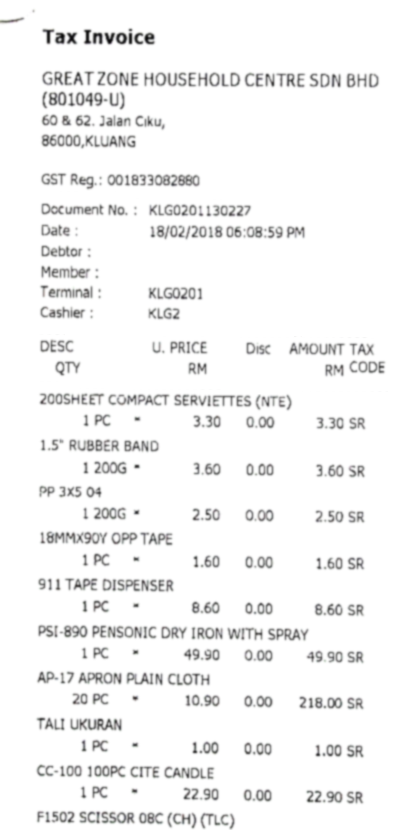 Tax Invoice
GREAT ZONE HOUSEHOLD CENTRE SDN BHD
(801049-U)
60 & 62. Jalan Ciku,
86000,KLUANG
GST Reg.: 001833082880
Document No. : KLG0201130227
Date : 18/02/2018 06:08:59 PM
Debtor :
Member :
Terminal : KLG0201
Cashier : KLG2
DESC U. PRICE Disc AMOUNT TAX
QTY RM RM CODE
200SHEET COMPACT SERVIETTES (NTE)
1 PC * 3.30 0.00 3.30 SR
1.5" RUBBER BAND
1 200G * 3.60 0.00 3.60 SR
PP 3X5 04
1 200G * 2.50 0.00 2.50 SR
18MMX90Y OPP TAPE
1 PC * 1.60 0.00 1.60 SR
911 TAPE DISPENSER
1 PC * 8.60 0.00 8.60 SR
PSI-890 PENSONIC DRY IRON WITH SPRAY
1 PC * 49.90 0.00 49.90 SR
AP-17 APRON PLAIN CLOTH
20 PC * 10.90 0.00 218.00 SR
TALI UKURAN
1 PC * 1.00 0.00 1.00 SR
CC-100 100PC CITE CANDLE
1 PC * 22.90 0.00 22.90 SR
F1502 SCISSOR 08C (CH) (TLC)